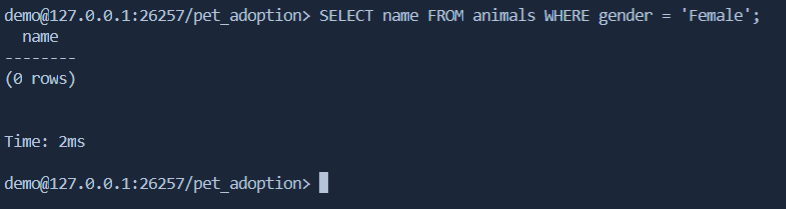 demo@127.0.0.1:26257/pet_adoption> SELECT name FROM animals WHERE gender = 'Female';
  name
--------
(0 rows)


Time: 2ms

demo@127.0.0.1:26257/pet_adoption>